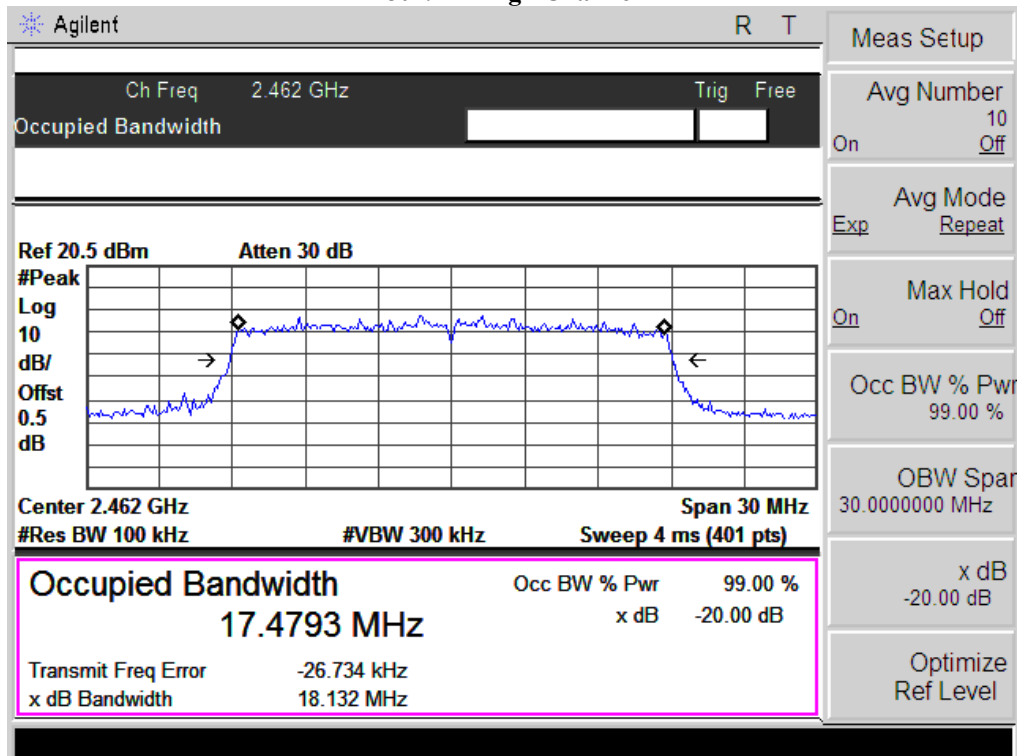 Agilent R T
Ch Freq 2.462 GHz Trig Free
Occupied Bandwidth
Ref 20.5 dBm Atten 30 dB
#Peak
Log
10
dB/
Offst
0.5
dB
Center 2.462 GHz Span 30 MHz
#Res BW 100 kHz #VBW 300 kHz Sweep 4 ms (401 pts)
Occupied Bandwidth Occ BW % Pwr 99.00 %
17.4793 MHz x dB -20.00 dB
Transmit Freq Error -26.734 kHz
x dB Bandwidth 18.132 MHz
Meas Setup
Avg Number
10
On Off
Avg Mode
Exp Repeat
Max Hold
On Off
Occ BW % Pwr
99.00 %
OBW Span
30.0000000 MHz
x dB
-20.00 dB
Optimize
Ref Level